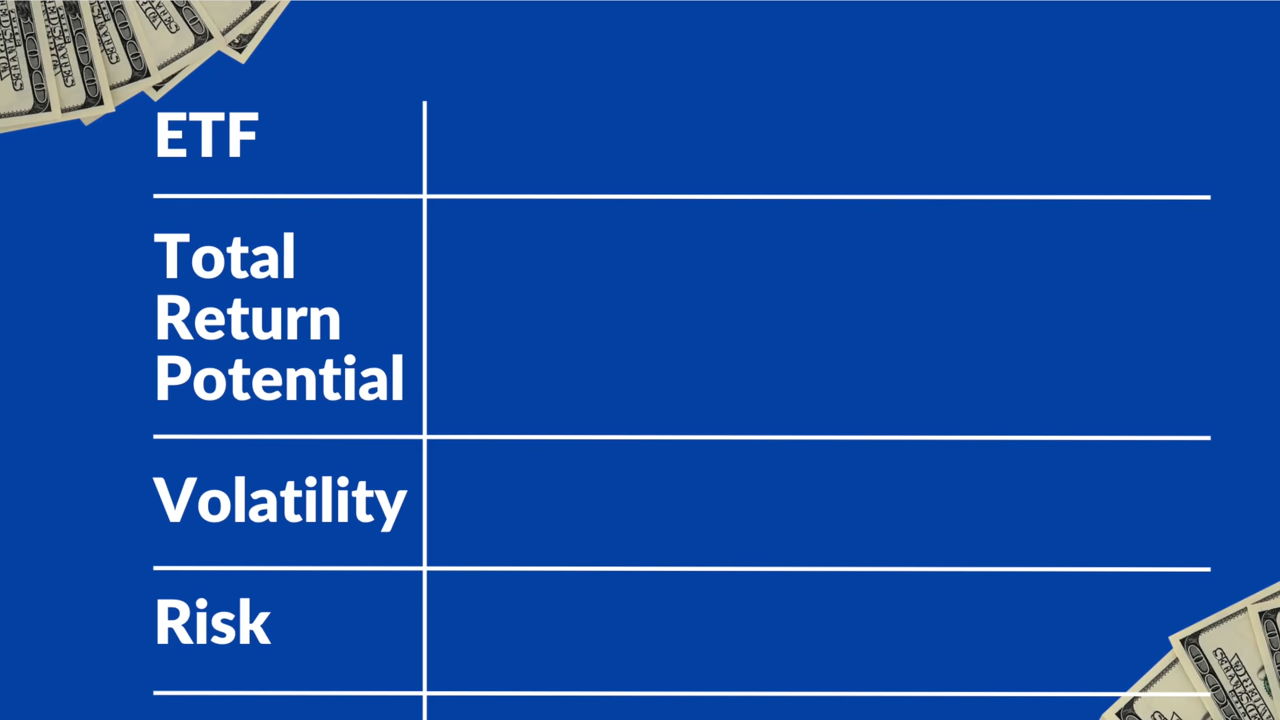 ETF
Total
Return
Potential
Volatility
Risk